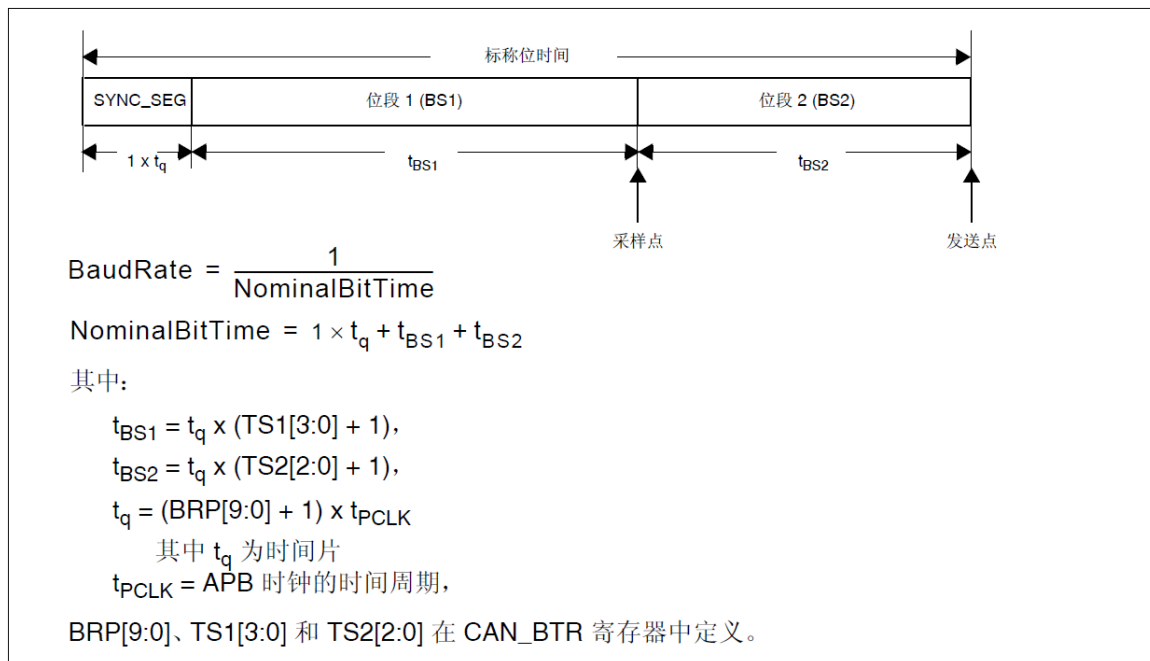 标称位时间
SYNC_SEG 位段 1 (BS1) 位段 2 (BS2)
1 x tq tBS1 tBS2
采样点 发送点
BaudRate = 1 / NominalBitTime
NominalBitTime = 1 × tq + tBS1 + tBS2
其中:
tBS1 = tq x (TS1[3:0] + 1),
tBS2 = tq x (TS2[2:0] + 1),
tq = (BRP[9:0] + 1) x tPCLK
其中 tq 为时间片
tPCLK = APB 时钟的时间周期,
BRP[9:0]、TS1[3:0] 和 TS2[2:0] 在 CAN_BTR 寄存器中定义。